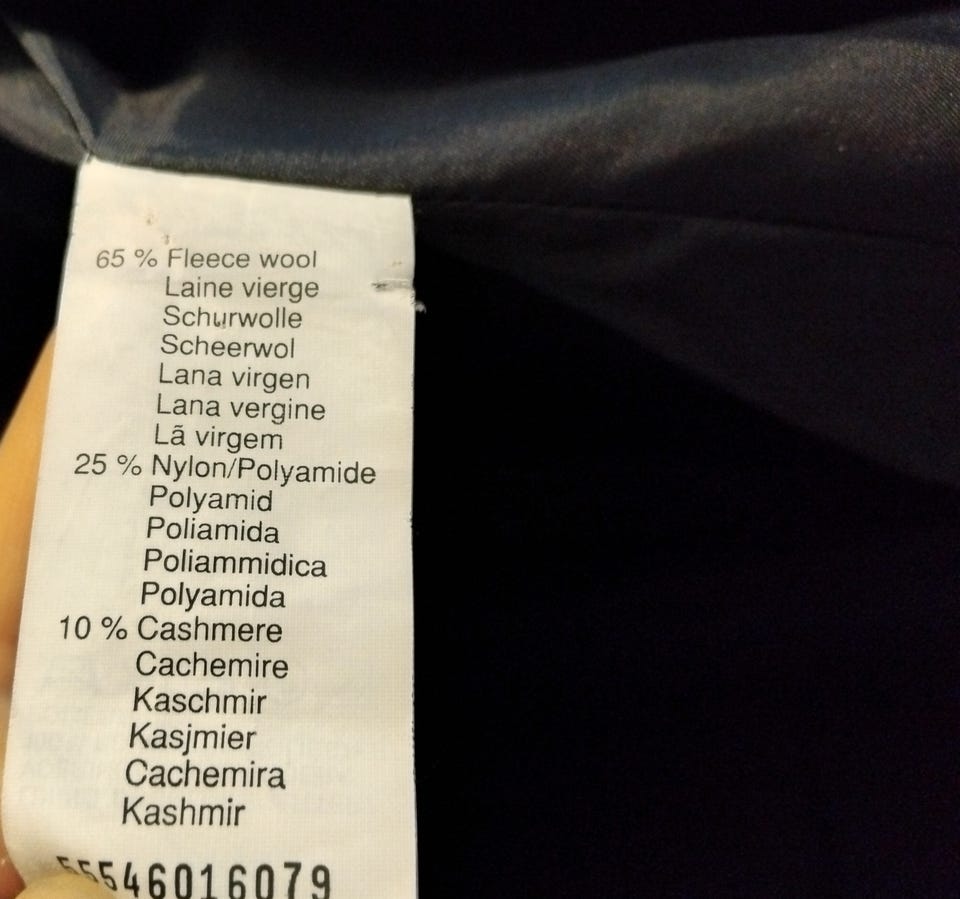 65 % Fleece wool
Laine vierge
Schurwolle
Scheerwol
Lana virgen
Lana vergine
Lã virgem
25 % Nylon/Polyamide
Polyamid
Poliamida
Poliammidica
Polyamida
10 % Cashmere
Cachemire
Kaschmir
Kasjmier
Cachemira
Kashmir
55546016079